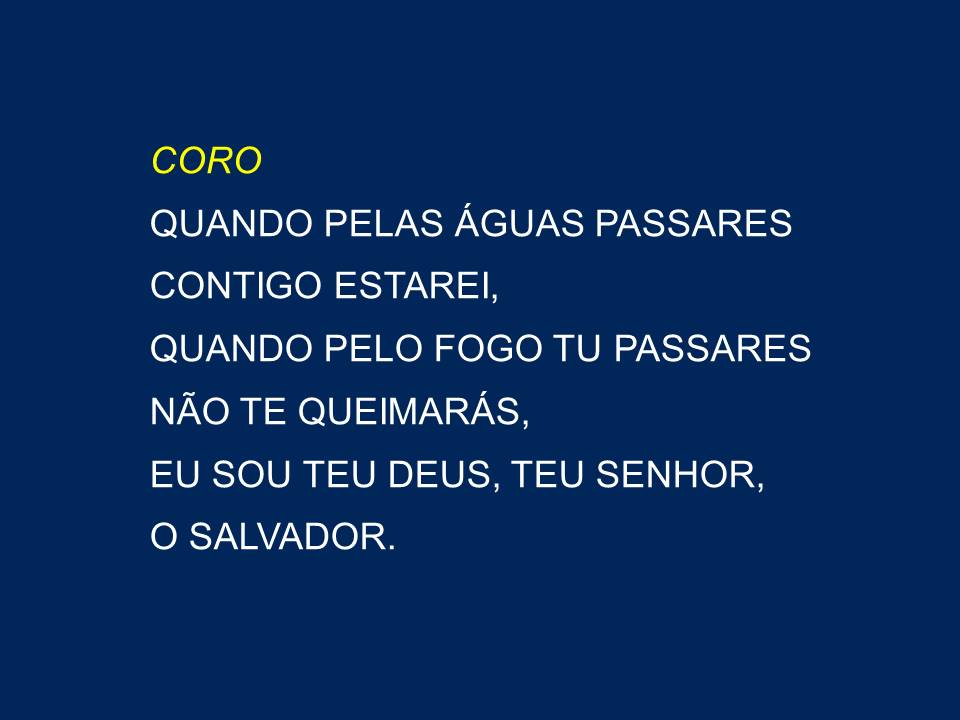 CORO
QUANDO PELAS ÁGUAS PASSARES
CONTIGO ESTAREI,
QUANDO PELO FOGO TU PASSARES
NÃO TE QUEIMARÁS,
EU SOU TEU DEUS, TEU SENHOR,
O SALVADOR.